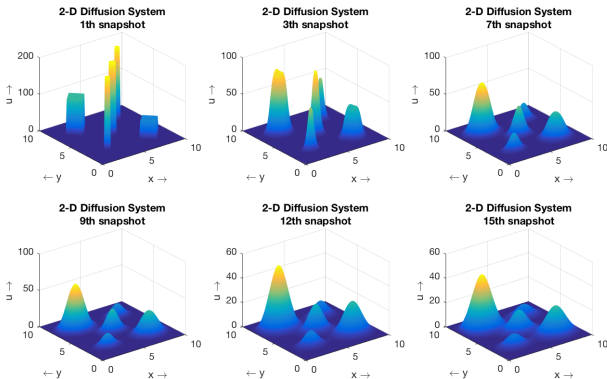 2-D Diffusion System
1th snapshot
200
100
0
u →
10
5
0
← y
0
5
10
x →
2-D Diffusion System
3th snapshot
100
50
0
u →
10
5
0
← y
0
5
10
x →
2-D Diffusion System
7th snapshot
100
50
0
u →
10
5
0
← y
0
5
10
x →
2-D Diffusion System
9th snapshot
100
50
0
u →
10
5
0
← y
0
5
10
x →
2-D Diffusion System
12th snapshot
60
40
20
0
u →
10
5
0
← y
0
5
10
x →
2-D Diffusion System
15th snapshot
60
40
20
0
u →
10
5
0
← y
0
5
10
x →